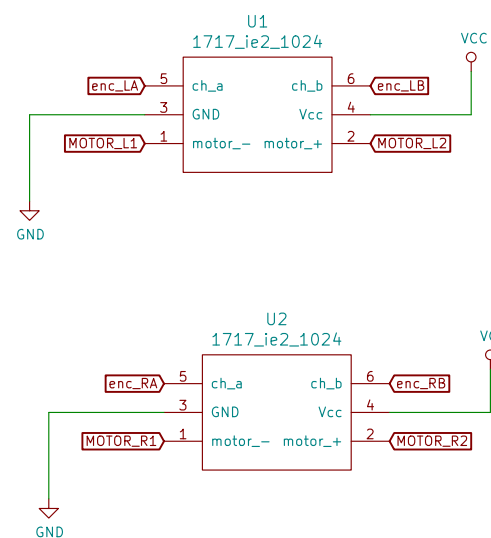 U1
1717_ie2_1024
VCC
enc_LA 5 ch_a ch_b 6 enc_LB
3 GND Vcc 4
MOTOR_L1 1 motor_- motor_+ 2 MOTOR_L2
GND
U2
1717_ie2_1024
enc_RA 5 ch_a ch_b 6 enc_RB
3 GND Vcc 4
MOTOR_R1 1 motor_- motor_+ 2 MOTOR_R2
GND